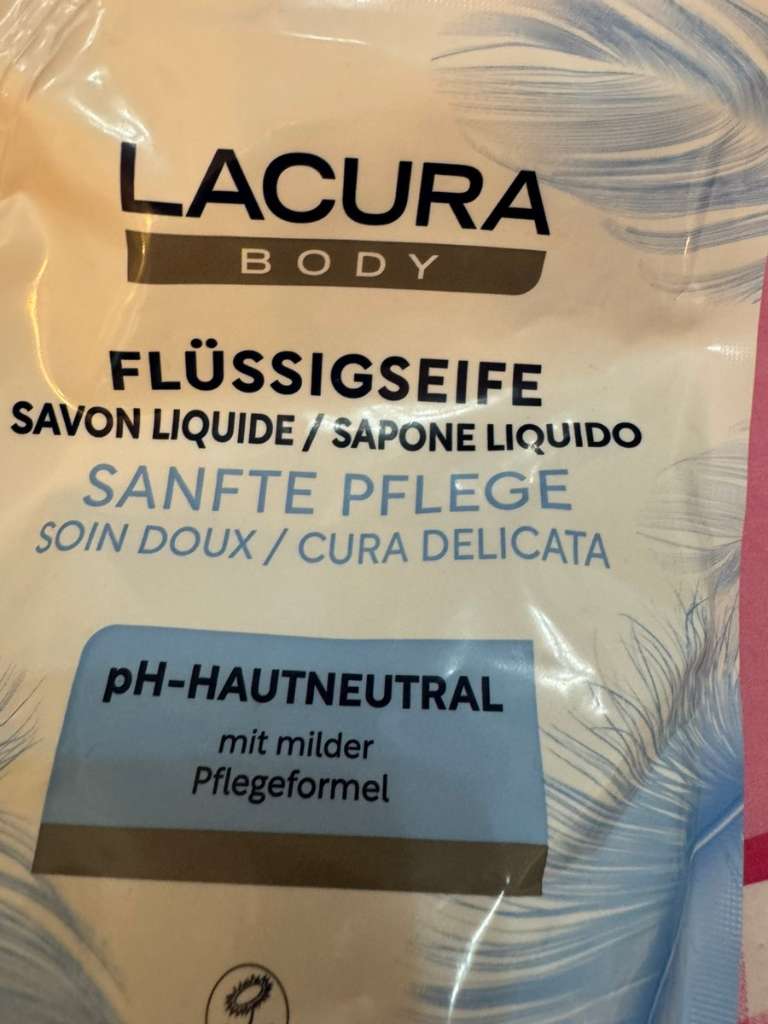 LACURA
BODY
FLÜSSIGSEIFE
SAVON LIQUIDE / SAPONE LIQUIDO
SANFTE PFLEGE
SOIN DOUX / CURA DELICATA
pH-HAUTNEUTRAL
mit milder
Pflegeformel